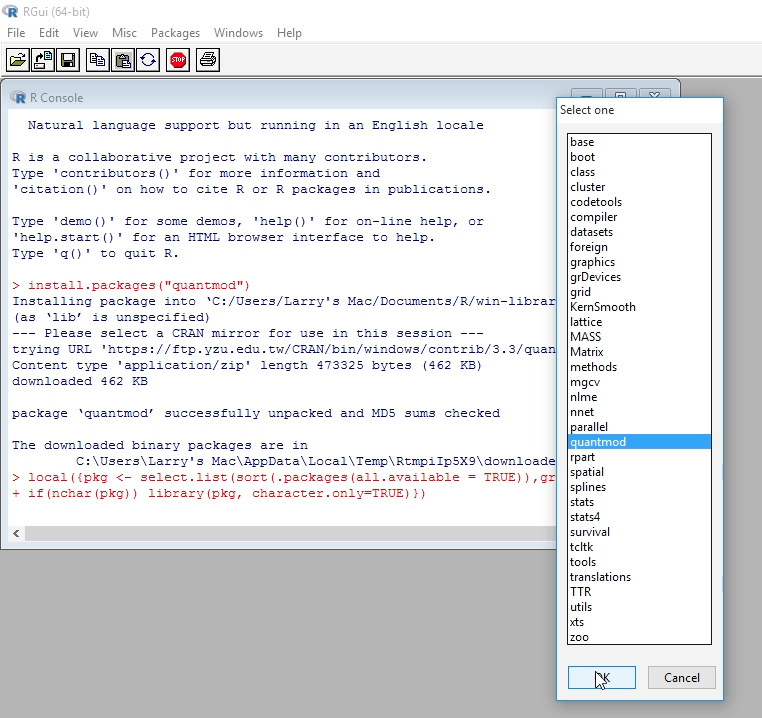 RGui (64-bit)
File Edit View Misc Packages Windows Help
STOP
R Console
Natural language support but running in an English locale
R is a collaborative project with many contributors.
Type 'contributors()' for more information and
'citation()' on how to cite R or R packages in publications.
Type 'demo()' for some demos, 'help()' for on-line help, or
'help.start()' for an HTML browser interface to help.
Type 'q()' to quit R.
> install.packages("quantmod")
Installing package into ‘C:/Users/Larry's Mac/Documents/R/win-librar
(as ‘lib’ is unspecified)
--- Please select a CRAN mirror for use in this session ---
trying URL 'https://ftp.yzu.edu.tw/CRAN/bin/windows/contrib/3.3/quan
Content type 'application/zip' length 473325 bytes (462 KB)
downloaded 462 KB
package ‘quantmod’ successfully unpacked and MD5 sums checked
The downloaded binary packages are in
C:\Users\Larry's Mac\AppData\Local\Temp\RtmpiIp5X9\downloade
> local({pkg <- select.list(sort(.packages(all.available = TRUE)),gr
+ if(nchar(pkg)) library(pkg, character.only=TRUE)})
Select one
base
boot
class
cluster
codetools
compiler
datasets
foreign
graphics
grDevices
grid
KernSmooth
lattice
MASS
Matrix
methods
mgcv
nlme
nnet
parallel
quantmod
rpart
spatial
splines
stats
stats4
survival
tcltk
tools
translations
TTR
utils
xts
zoo
OK Cancel